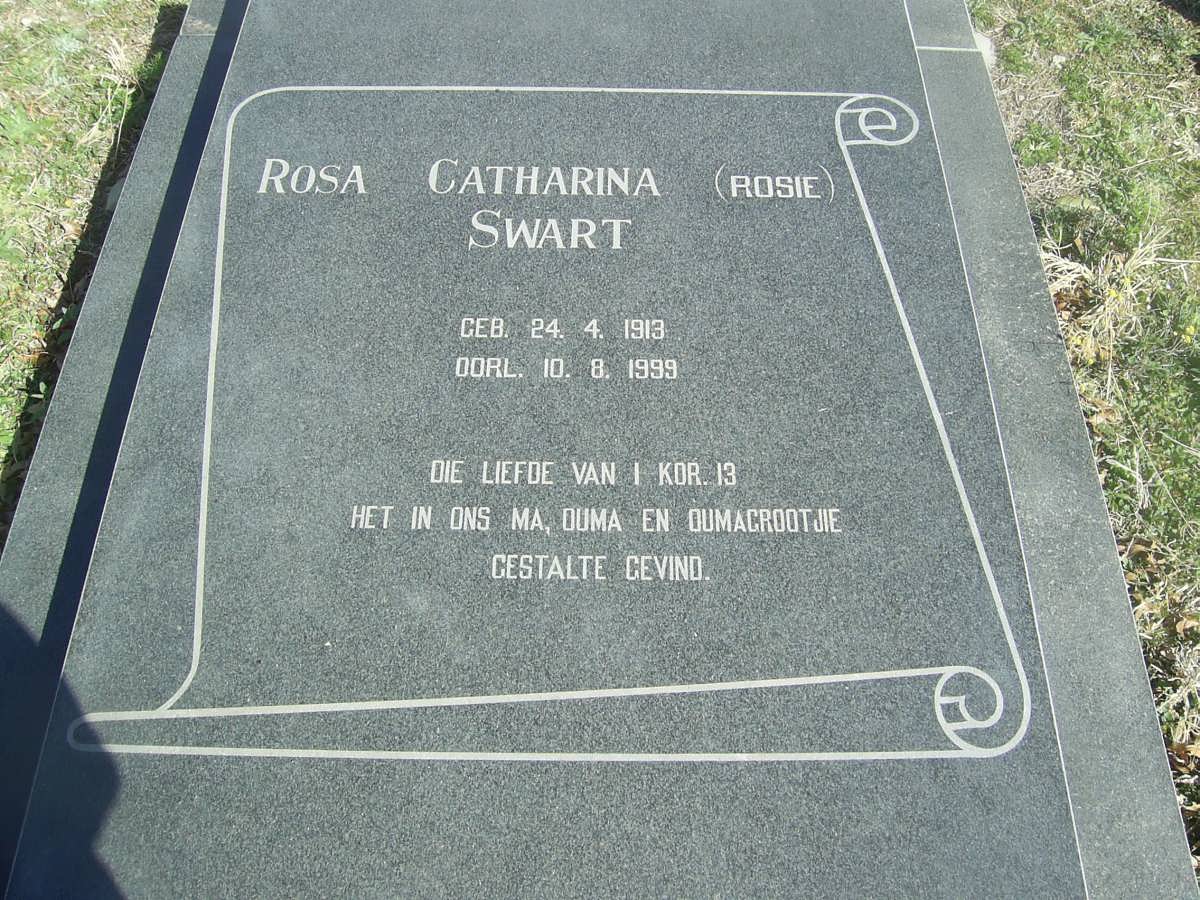 ROSA CATHARINA (ROSIE)
SWART
GEB. 24. 4. 1913
OORL. 10. 8. 1999
DIE LIEFDE VAN 1 KOR. 13
HET IN ONS MA, OUMA EN OUMAGROOTJIE
GESTALTE GEVIND.